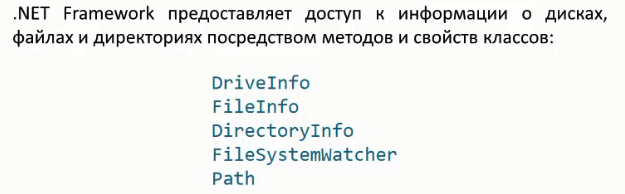 .NET Framework предоставляет доступ к информации о дисках,
файлах и директориях посредством методов и свойств классов:
DriveInfo
FileInfo
DirectoryInfo
FileSystemWatcher
Path